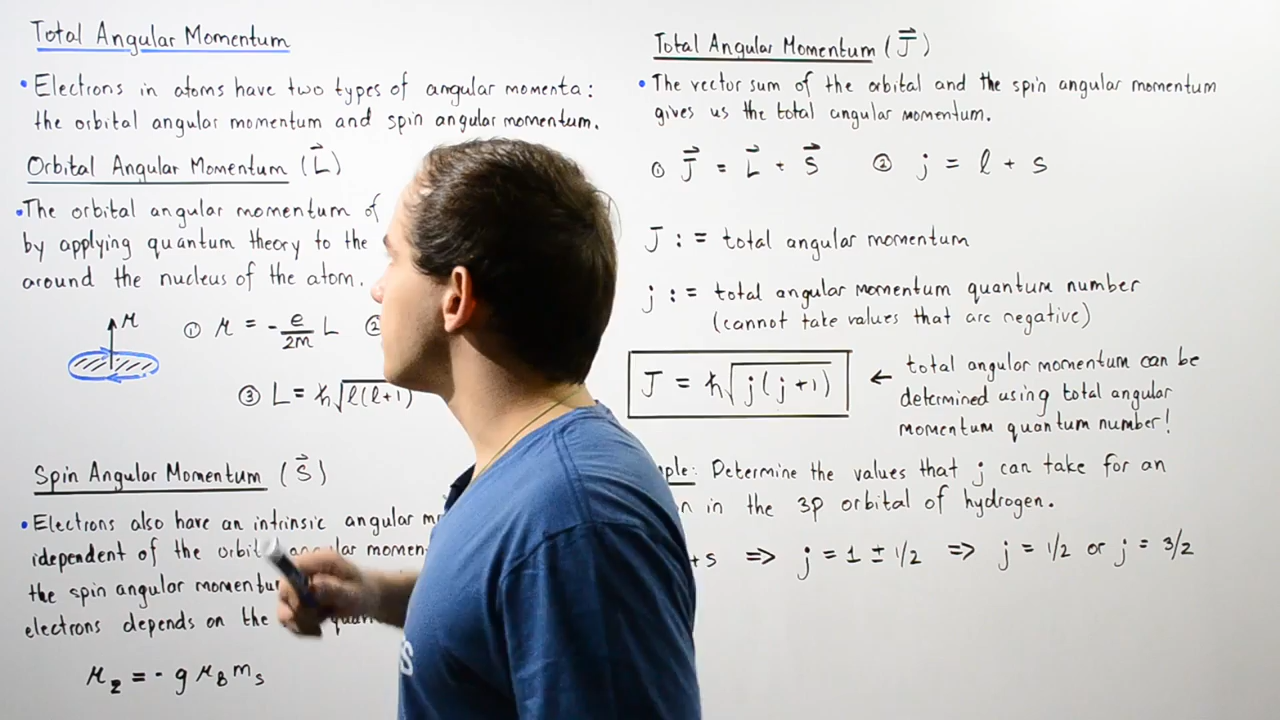 Total Angular Momentum
• Electrons in atoms have two types of angular momenta:
the orbital angular momentum and spin angular momentum.
Orbital Angular Momentum (L⃗)
• The orbital angular momentum of
by applying quantum theory to the
around the nucleus of the atom.
μ
① μ = - e/2m L ②
③ L = ħ√l(l+1)
Spin Angular Momentum (S⃗)
• Electrons also have an intrinsic angular
idependent of the orbital angular
the spin angular
electrons depends on the
μz = - g μB ms
Total Angular Momentum (J⃗)
• The vector sum of the orbital and the spin angular momentum
gives us the total angular momentum.
① J⃗ = L⃗ + S⃗ ② j = l + s
J := total angular momentum
j := total angular momentum quantum number
(cannot take values that are negative)
J = ħ√j(j+1) ← total angular momentum can be
determined using total angular
momentum quantum number!
Determine the values that j can take for an
in the 3p orbital of hydrogen.
+ s => j = 1 ± 1/2 => j = 1/2 or j = 3/2